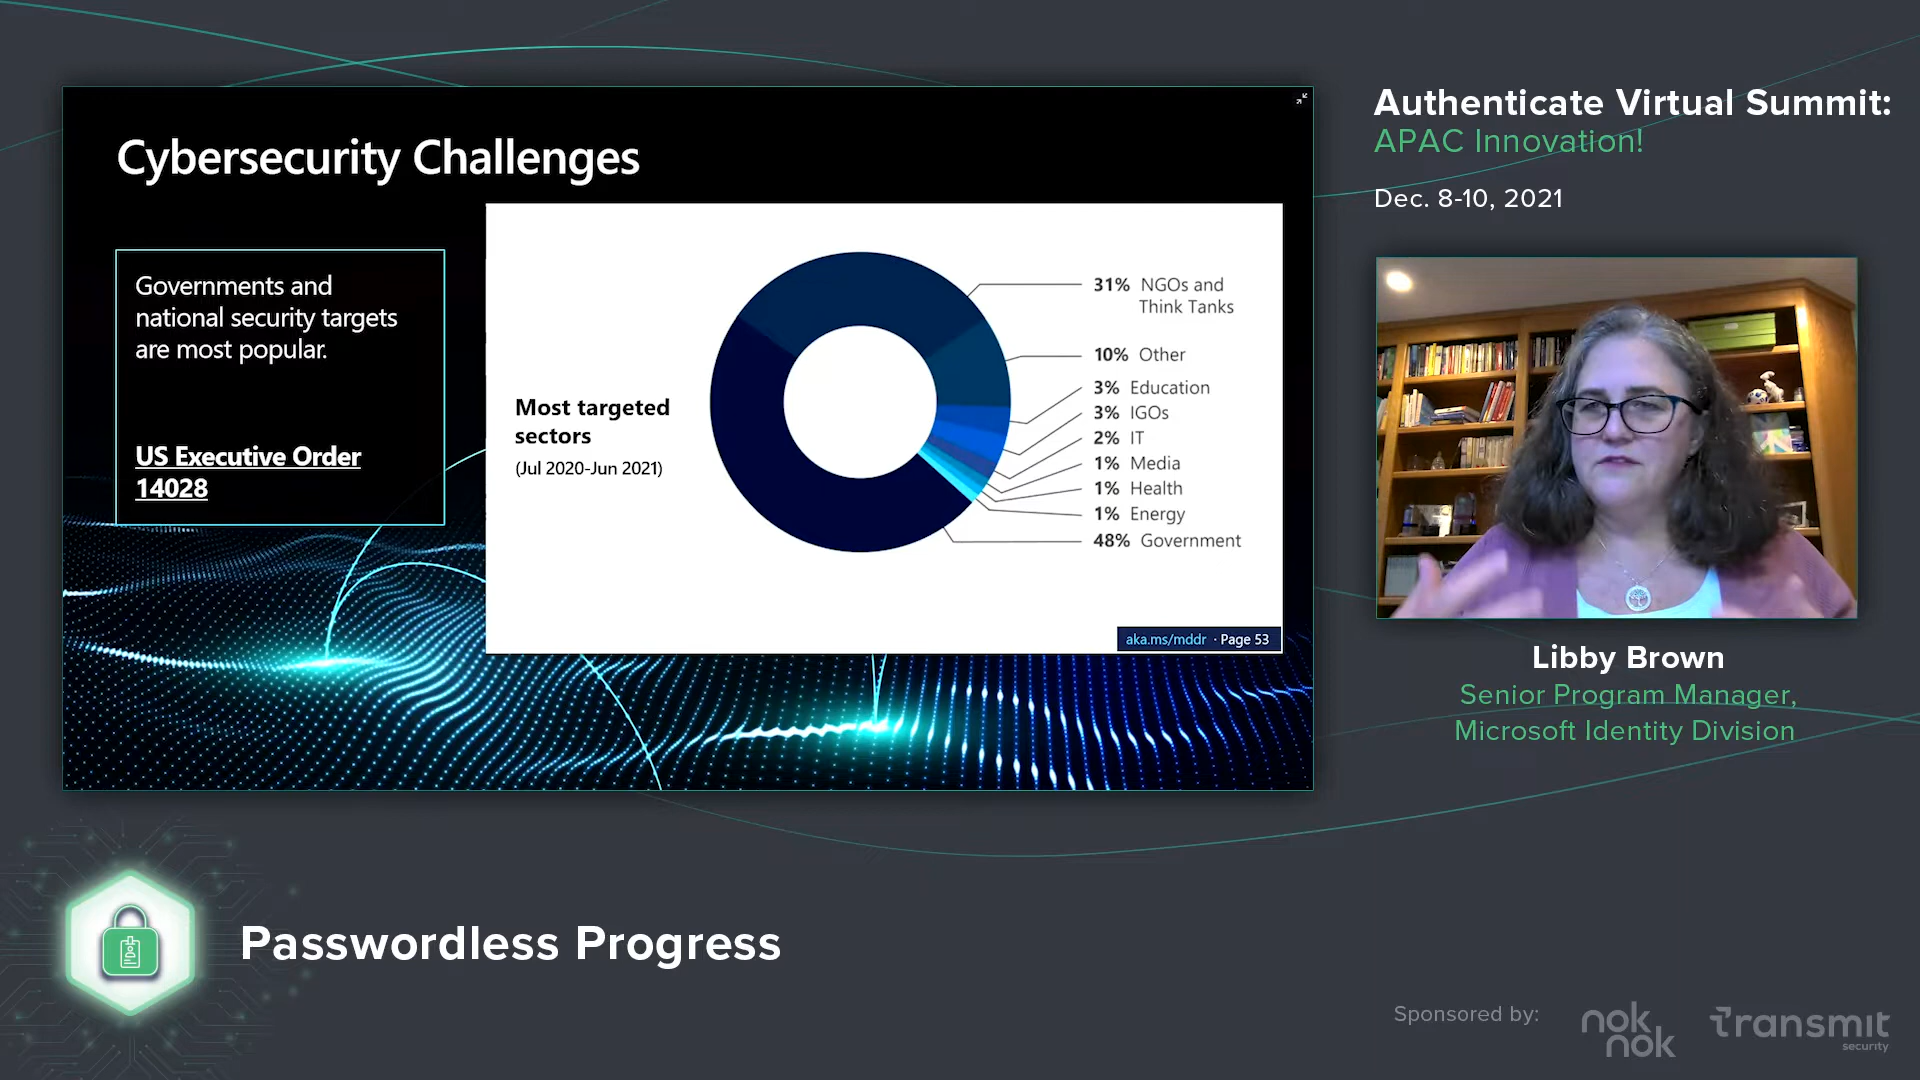 Cybersecurity Challenges
Governments and
national security targets
are most popular.
US Executive Order
14028
Most targeted
sectors
(Jul 2020-Jun 2021)
31% NGOs and
Think Tanks
10% Other
3% Education
3% IGOs
2% IT
1% Media
1% Health
1% Energy
48% Government
aka.ms/mddr · Page 53
Authenticate Virtual Summit:
APAC Innovation!
Dec. 8-10, 2021
Libby Brown
Senior Program Manager,
Microsoft Identity Division
Passwordless Progress
Sponsored by:
nok
nok
Transmit
security